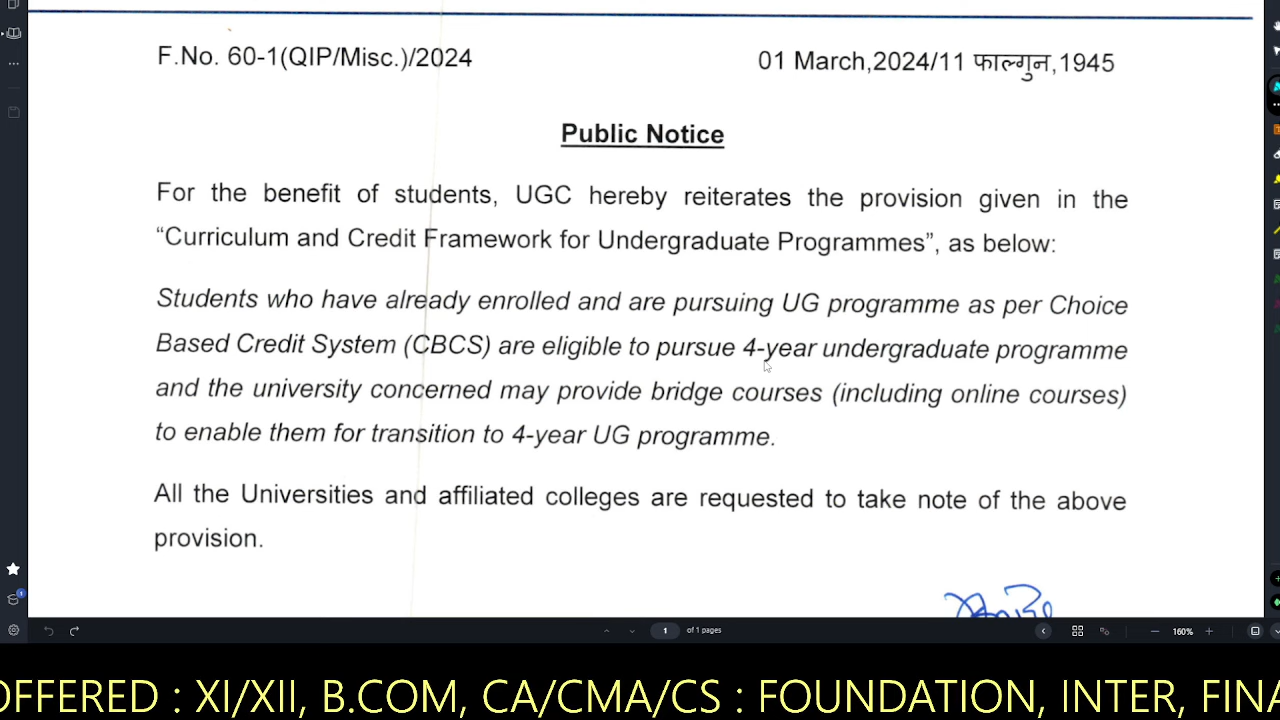 F.No. 60-1(QIP/Misc.)/2024
01 March,2024/11 फाल्गुन,1945
Public Notice
For the benefit of students, UGC hereby reiterates the provision given in the
“Curriculum and Credit Framework for Undergraduate Programmes”, as below:
Students who have already enrolled and are pursuing UG programme as per Choice
Based Credit System (CBCS) are eligible to pursue 4-year undergraduate programme
and the university concerned may provide bridge courses (including online courses)
to enable them for transition to 4-year UG programme.
All the Universities and affiliated colleges are requested to take note of the above
provision.
1
1 of 1 pages
160%
OFFERED : XI/XII, B.COM, CA/CMA/CS : FOUNDATION, INTER, FINA